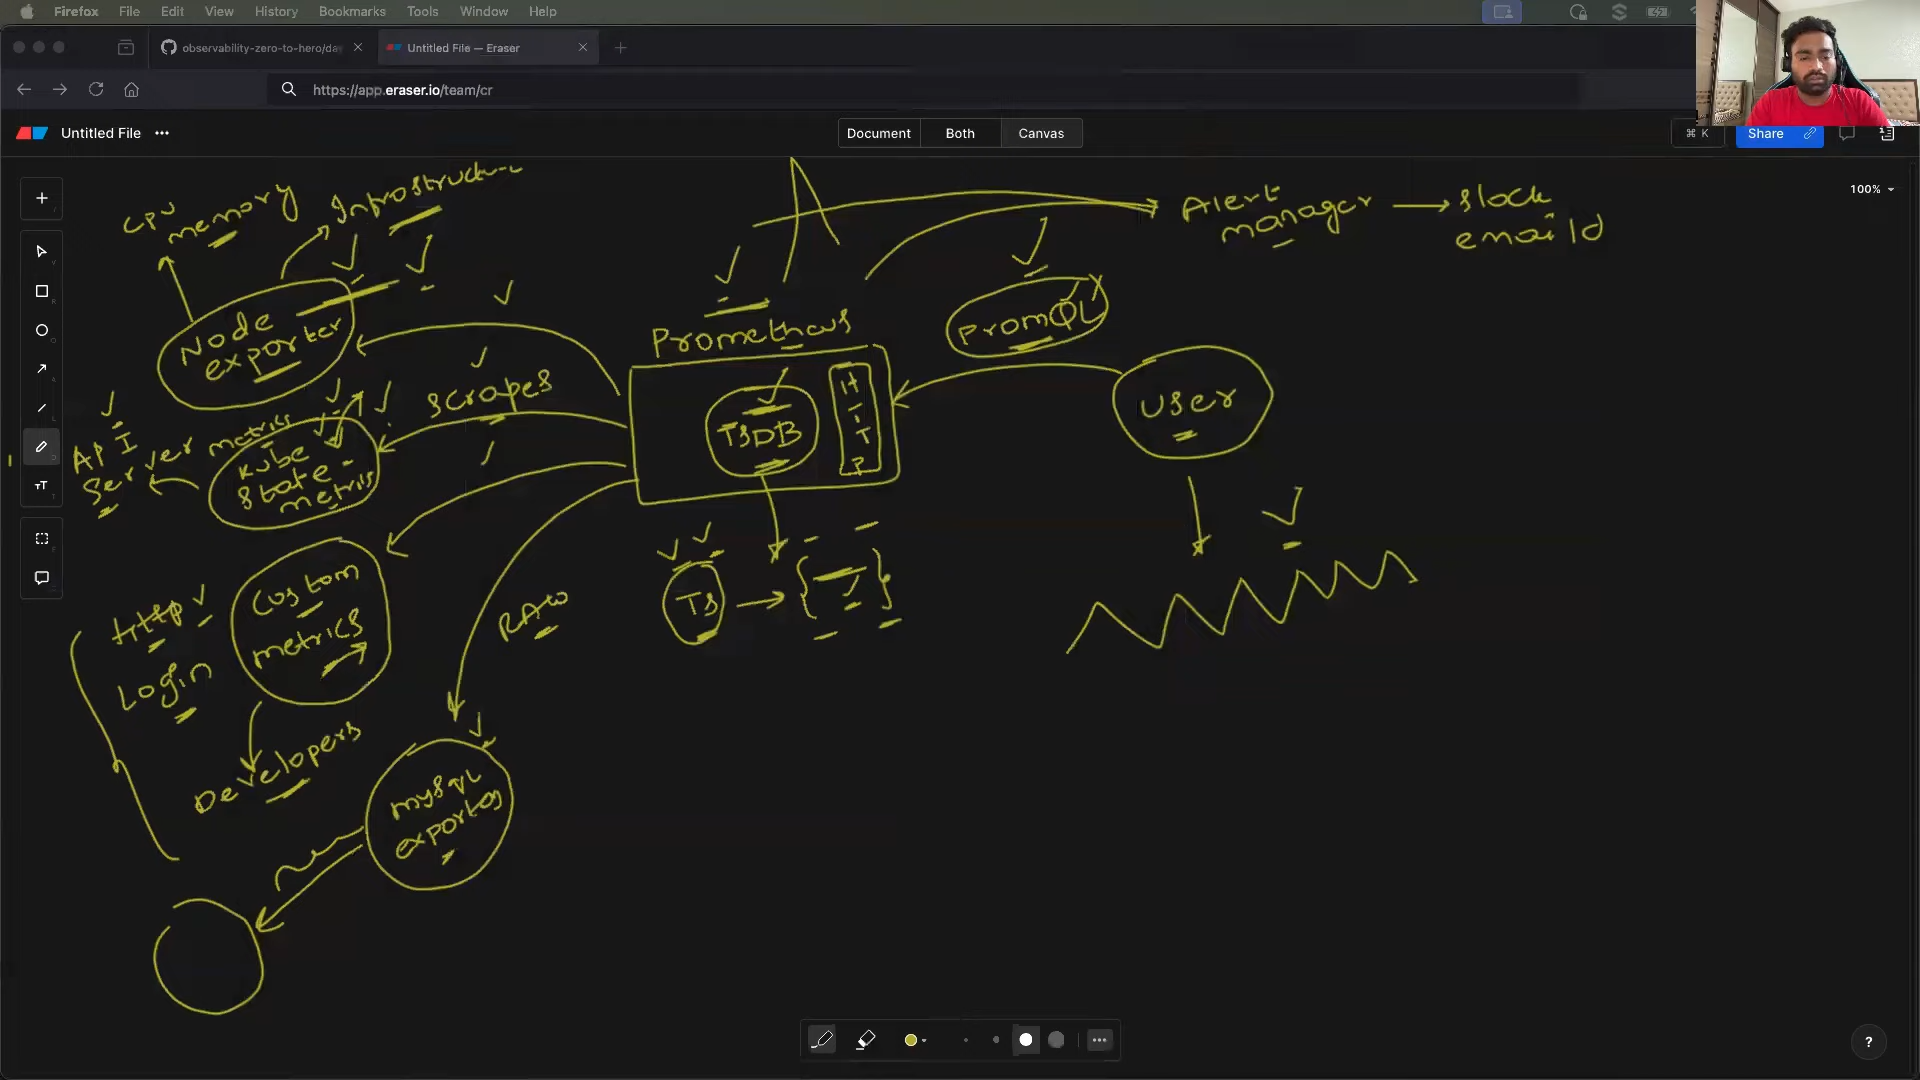 Firefox File Edit View History Bookmarks Tools Window Help
observability-zero-to-hero/day
Untitled File — Eraser
https://app.eraser.io/team/cr
Untitled File
Document Both Canvas
⌘ K
Share
100%
CPU
memory
Infrastructure
Node
exporter
API
Server metrics
Kube
state-
metrics
scrapes
Http
Login
Custom
metrics
Developers
RAW
mysql
exporter
Prometheus
TSDB
HTTP
TS
PromQL
User
Alert
manager
slack
email id
?